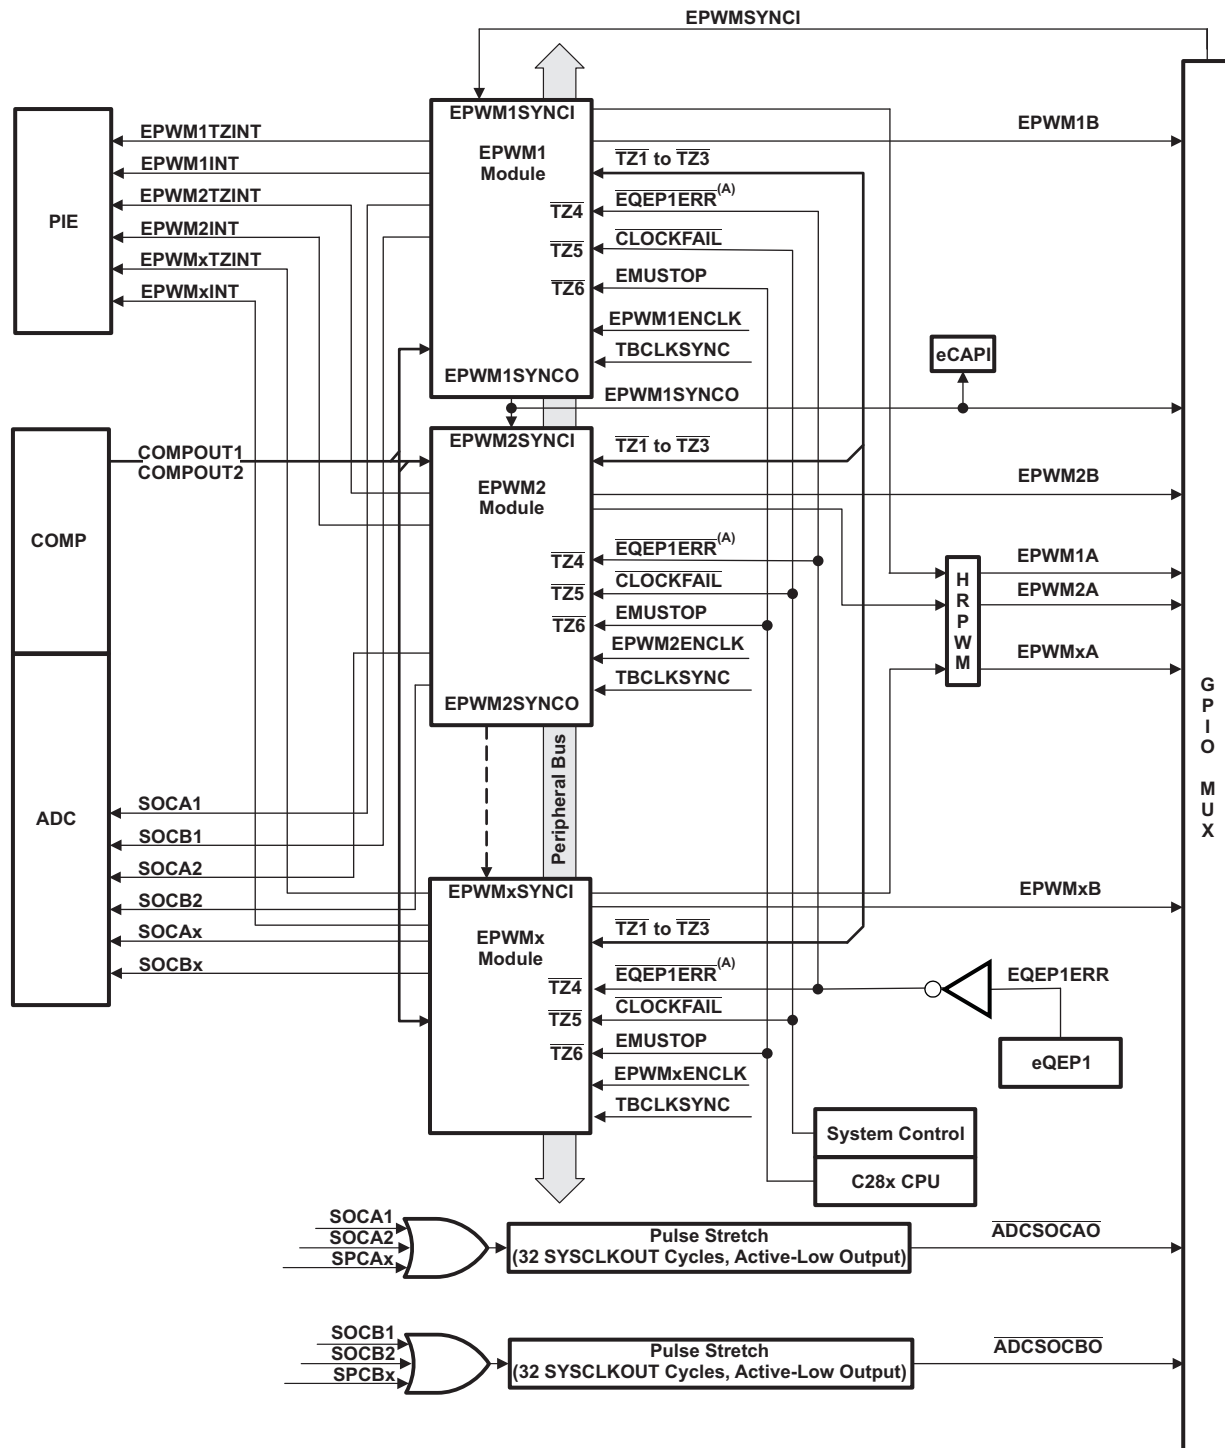 EPWMSYNCI
EPWM1SYNCI
EPWM1B
EPWM1TZINT
EPWM1
Module
TZ1 to TZ3
EPWM1INT
EPWM2TZINT
TZ4
EQEP1ERR(A)
PIE
EPWM2INT
TZ5
CLOCKFAIL
EPWMxTZINT
TZ6
EMUSTOP
EPWMxINT
EPWM1ENCLK
TBCLKSYNC
eCAPI
EPWM1SYNCO
EPWM1SYNCO
EPWM2SYNCI
TZ1 to TZ3
COMPOUT1
COMPOUT2
EPWM2
Module
EPWM2B
COMP
TZ4
EQEP1ERR(A)
EPWM1A
TZ5
CLOCKFAIL
HRPWM
EPWM2A
TZ6
EMUSTOP
EPWM2ENCLK
EPWMxA
TBCLKSYNC
EPWM2SYNCO
GPIO MUX
Peripheral Bus
ADC
SOCA1
SOCB1
SOCA2
SOCB2
SOCAx
SOCBx
EPWMxSYNCI
EPWMxB
EPWMx
Module
TZ1 to TZ3
TZ4
EQEP1ERR(A)
EQEP1ERR
TZ5
CLOCKFAIL
TZ6
EMUSTOP
eQEP1
EPWMxENCLK
TBCLKSYNC
System Control
C28x CPU
SOCA1
SOCA2
SPCAx
Pulse Stretch
(32 SYSCLKOUT Cycles, Active-Low Output)
ADCSOCAO
SOCB1
SOCB2
SPCBx
Pulse Stretch
(32 SYSCLKOUT Cycles, Active-Low Output)
ADCSOCBO